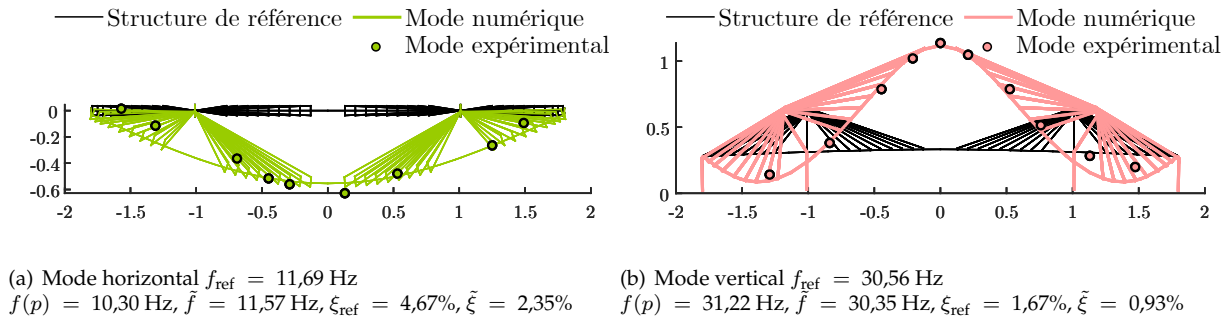 Structure de référence Mode numérique
Mode expérimental
0
-0.2
-0.4
-0.6
-2 -1.5 -1 -0.5 0 0.5 1 1.5 2
Structure de référence Mode numérique
Mode expérimental
1
0.5
0
-2 -1.5 -1 -0.5 0 0.5 1 1.5 2
(a) Mode horizontal f_ref = 11,69 Hz
f(p) = 10,30 Hz, f̃ = 11,57 Hz, ξ_ref = 4,67%, ξ̃ = 2,35%
(b) Mode vertical f_ref = 30,56 Hz
f(p) = 31,22 Hz, f̃ = 30,35 Hz, ξ_ref = 1,67%, ξ̃ = 0,93%